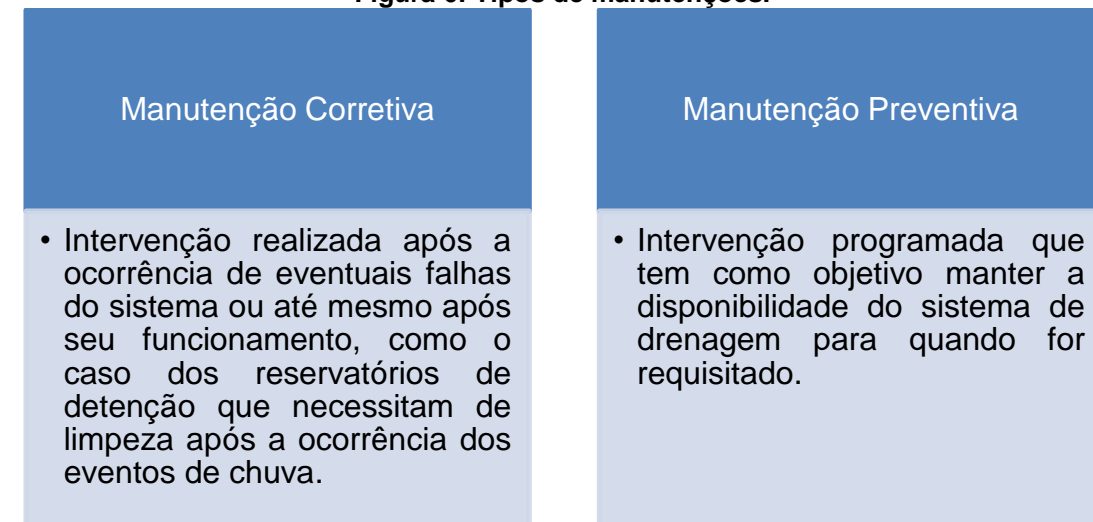 Manutenção Corretiva
• Intervenção realizada após a
ocorrência de eventuais falhas
do sistema ou até mesmo após
seu funcionamento, como o
caso dos reservatórios de
detenção que necessitam de
limpeza após a ocorrência dos
eventos de chuva.
Manutenção Preventiva
• Intervenção programada que
tem como objetivo manter a
disponibilidade do sistema de
drenagem para quando for
requisitado.